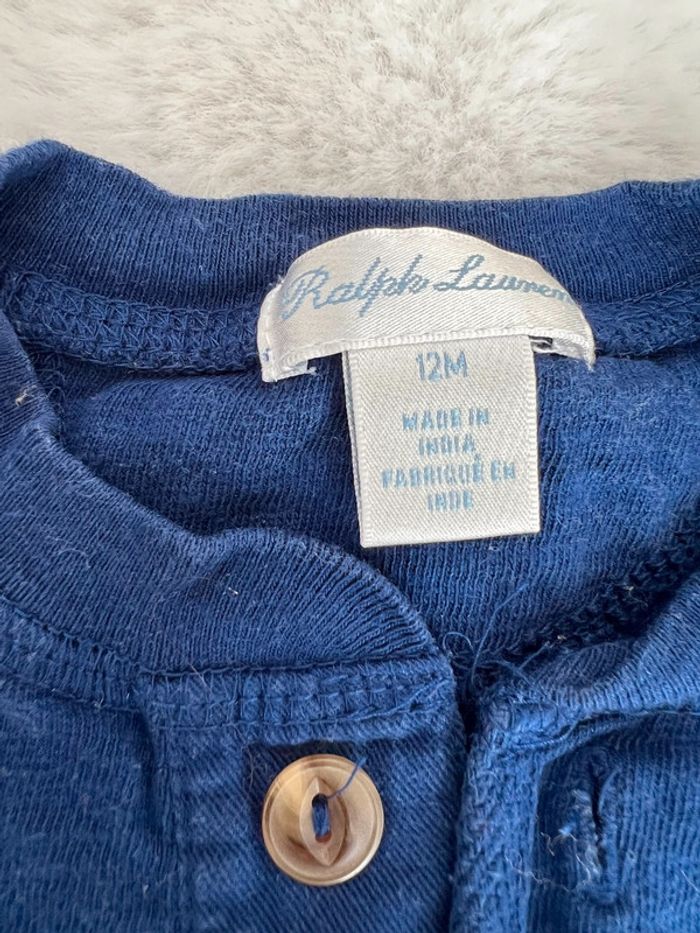 Ralph Lauren
12M
MADE IN
INDIA
FABRIQUÉ EN
INDE